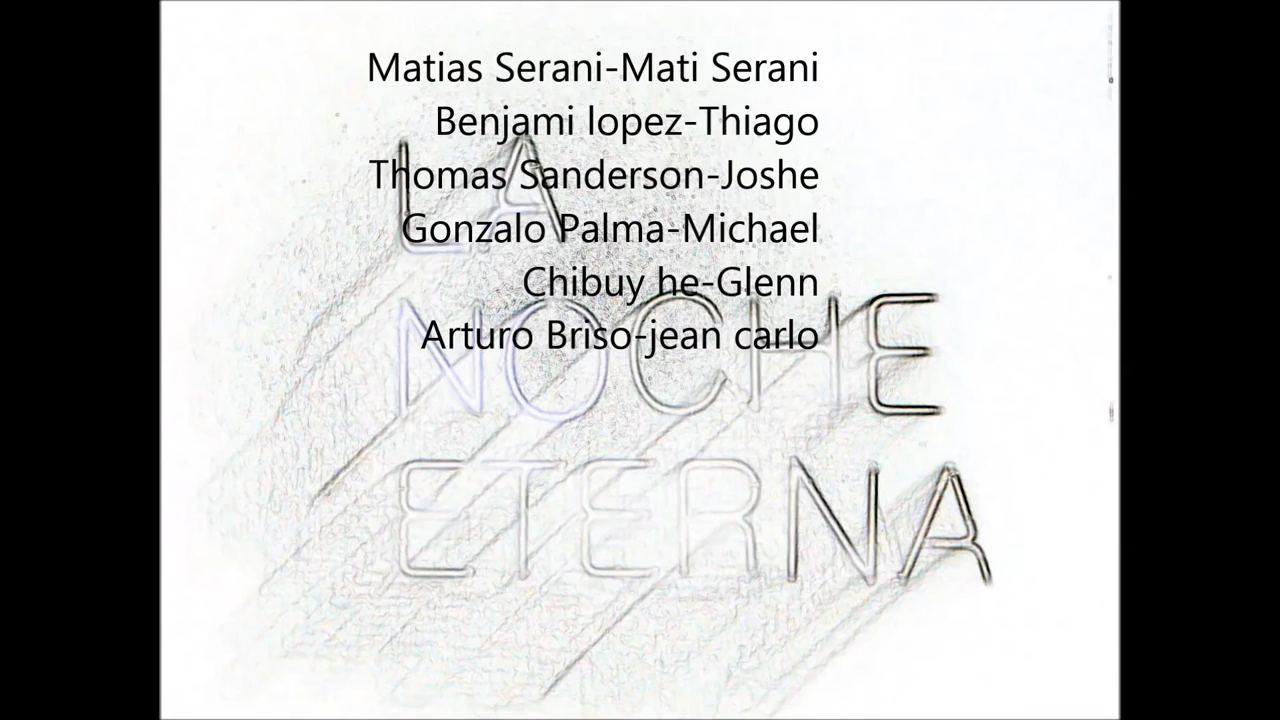 Matias Serani-Mati Serani
Benjami lopez-Thiago
Thomas Sanderson-Joshe
Gonzalo Palma-Michael
Chibuy he-Glenn
Arturo Briso-jean carlo
LA
NOCHE
ETERNA